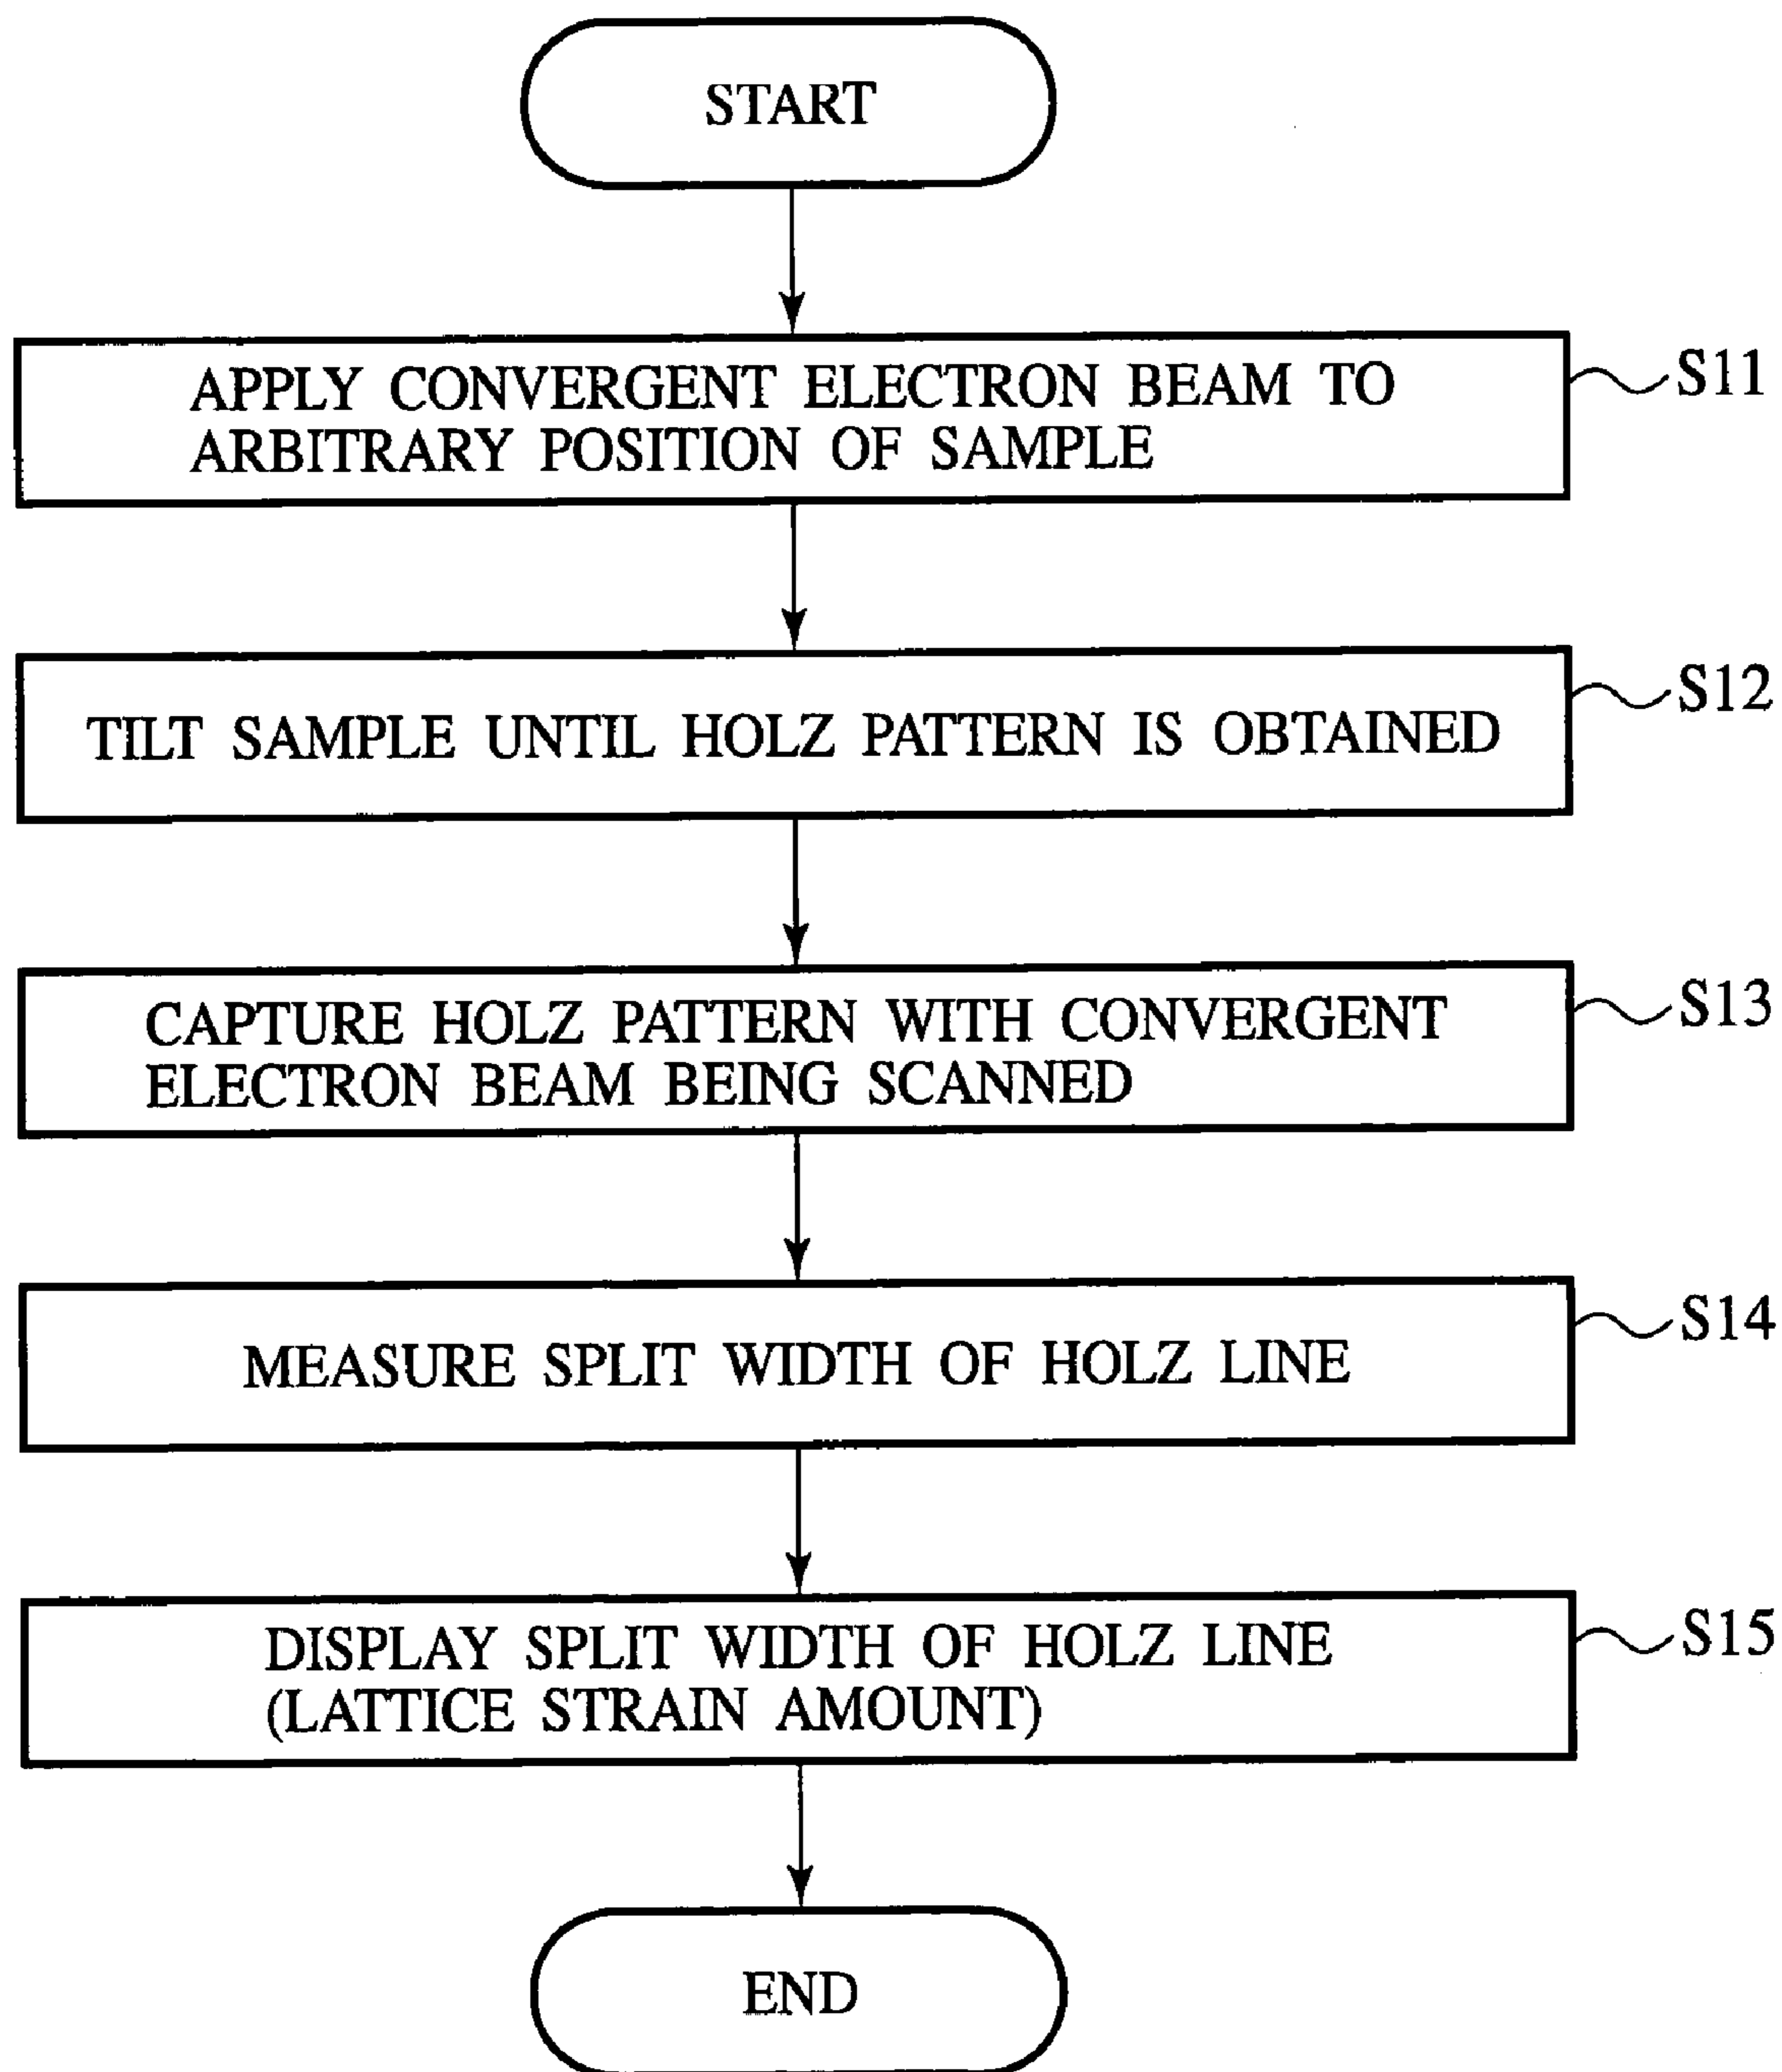 START
APPLY CONVERGENT ELECTRON BEAM TO
ARBITRARY POSITION OF SAMPLE
S11
TILT SAMPLE UNTIL HOLZ PATTERN IS OBTAINED
S12
CAPTURE HOLZ PATTERN WITH CONVERGENT
ELECTRON BEAM BEING SCANNED
S13
MEASURE SPLIT WIDTH OF HOLZ LINE
S14
DISPLAY SPLIT WIDTH OF HOLZ LINE
(LATTICE STRAIN AMOUNT)
S15
END